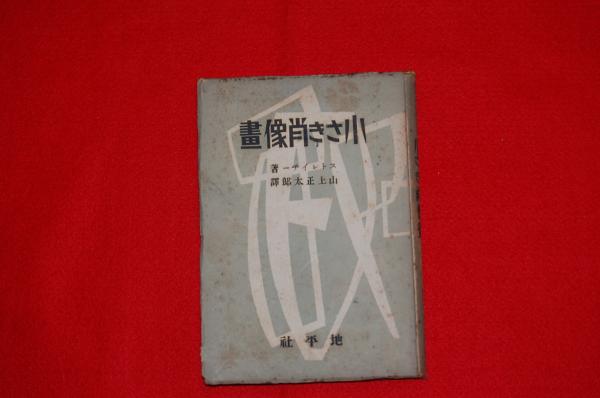 小さき肖像畫
ストレイチー著
山上正太郎譯
地平社